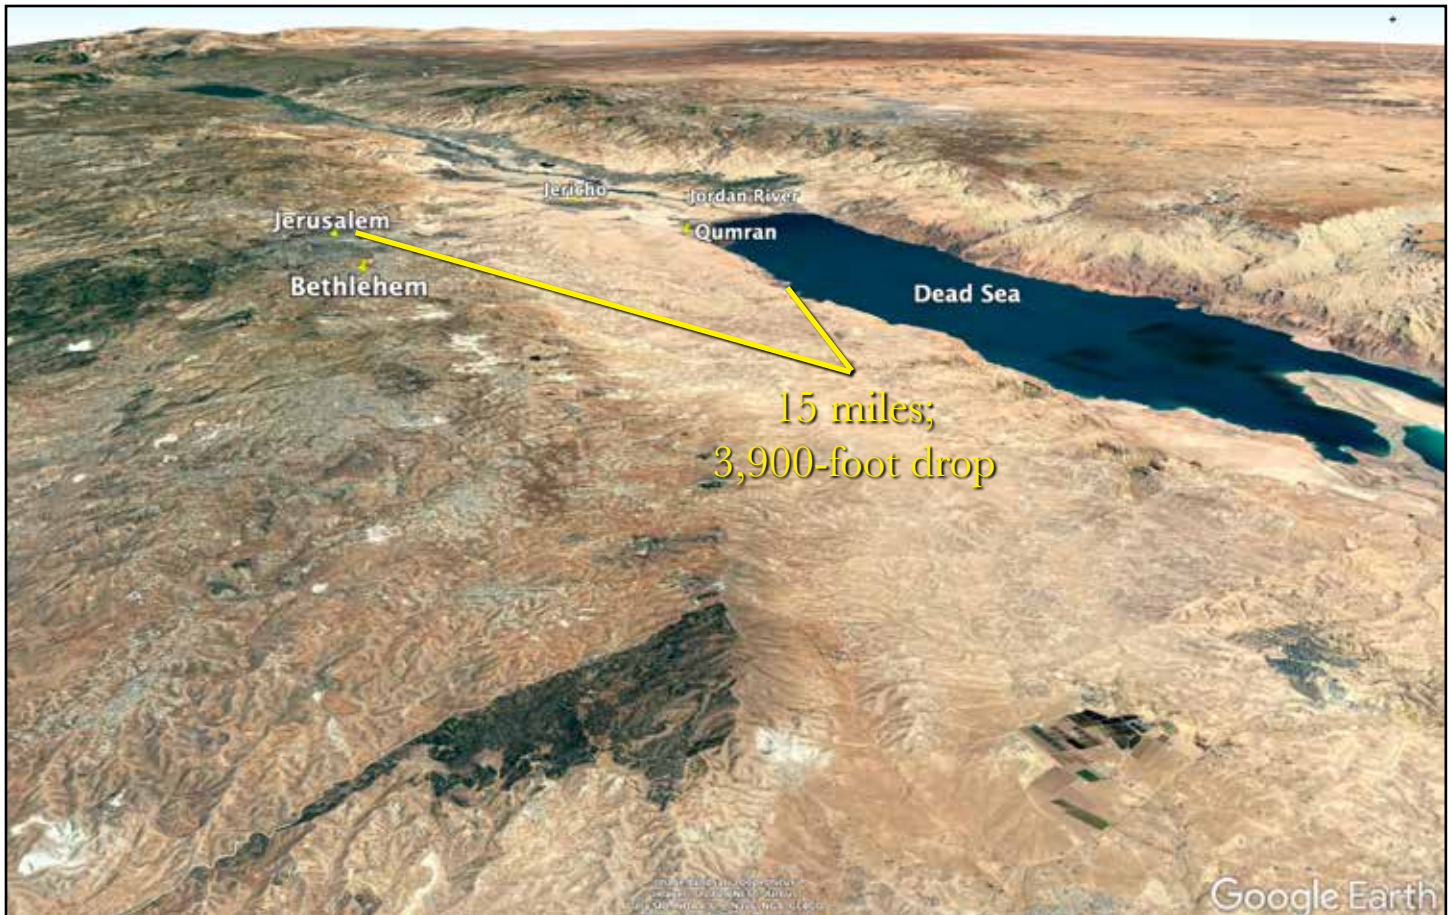 Jericho
Jordan River
Jerusalem
Qumran
Bethlehem
Dead Sea
15 miles;
3,900-foot drop
Google Earth